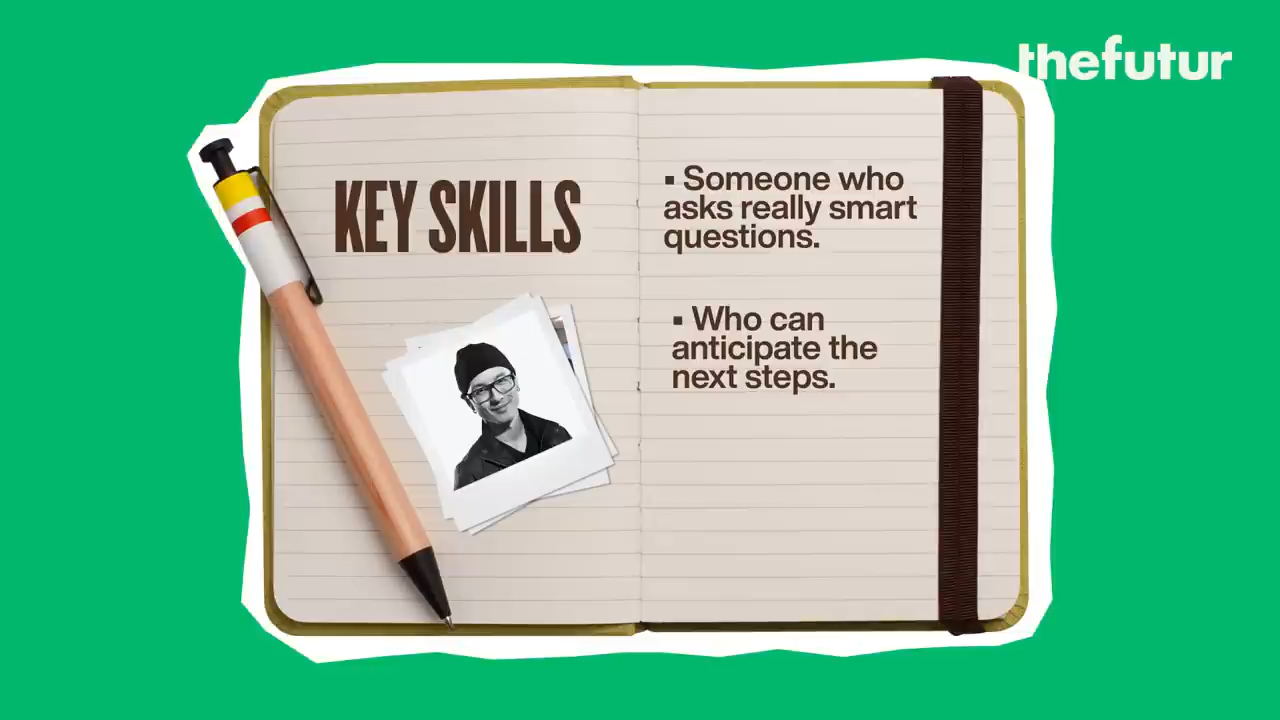 thefutur
KEY SKILLS
▪ Someone who
asks really smart
questions.
▪ Who can
anticipate the
next steps.